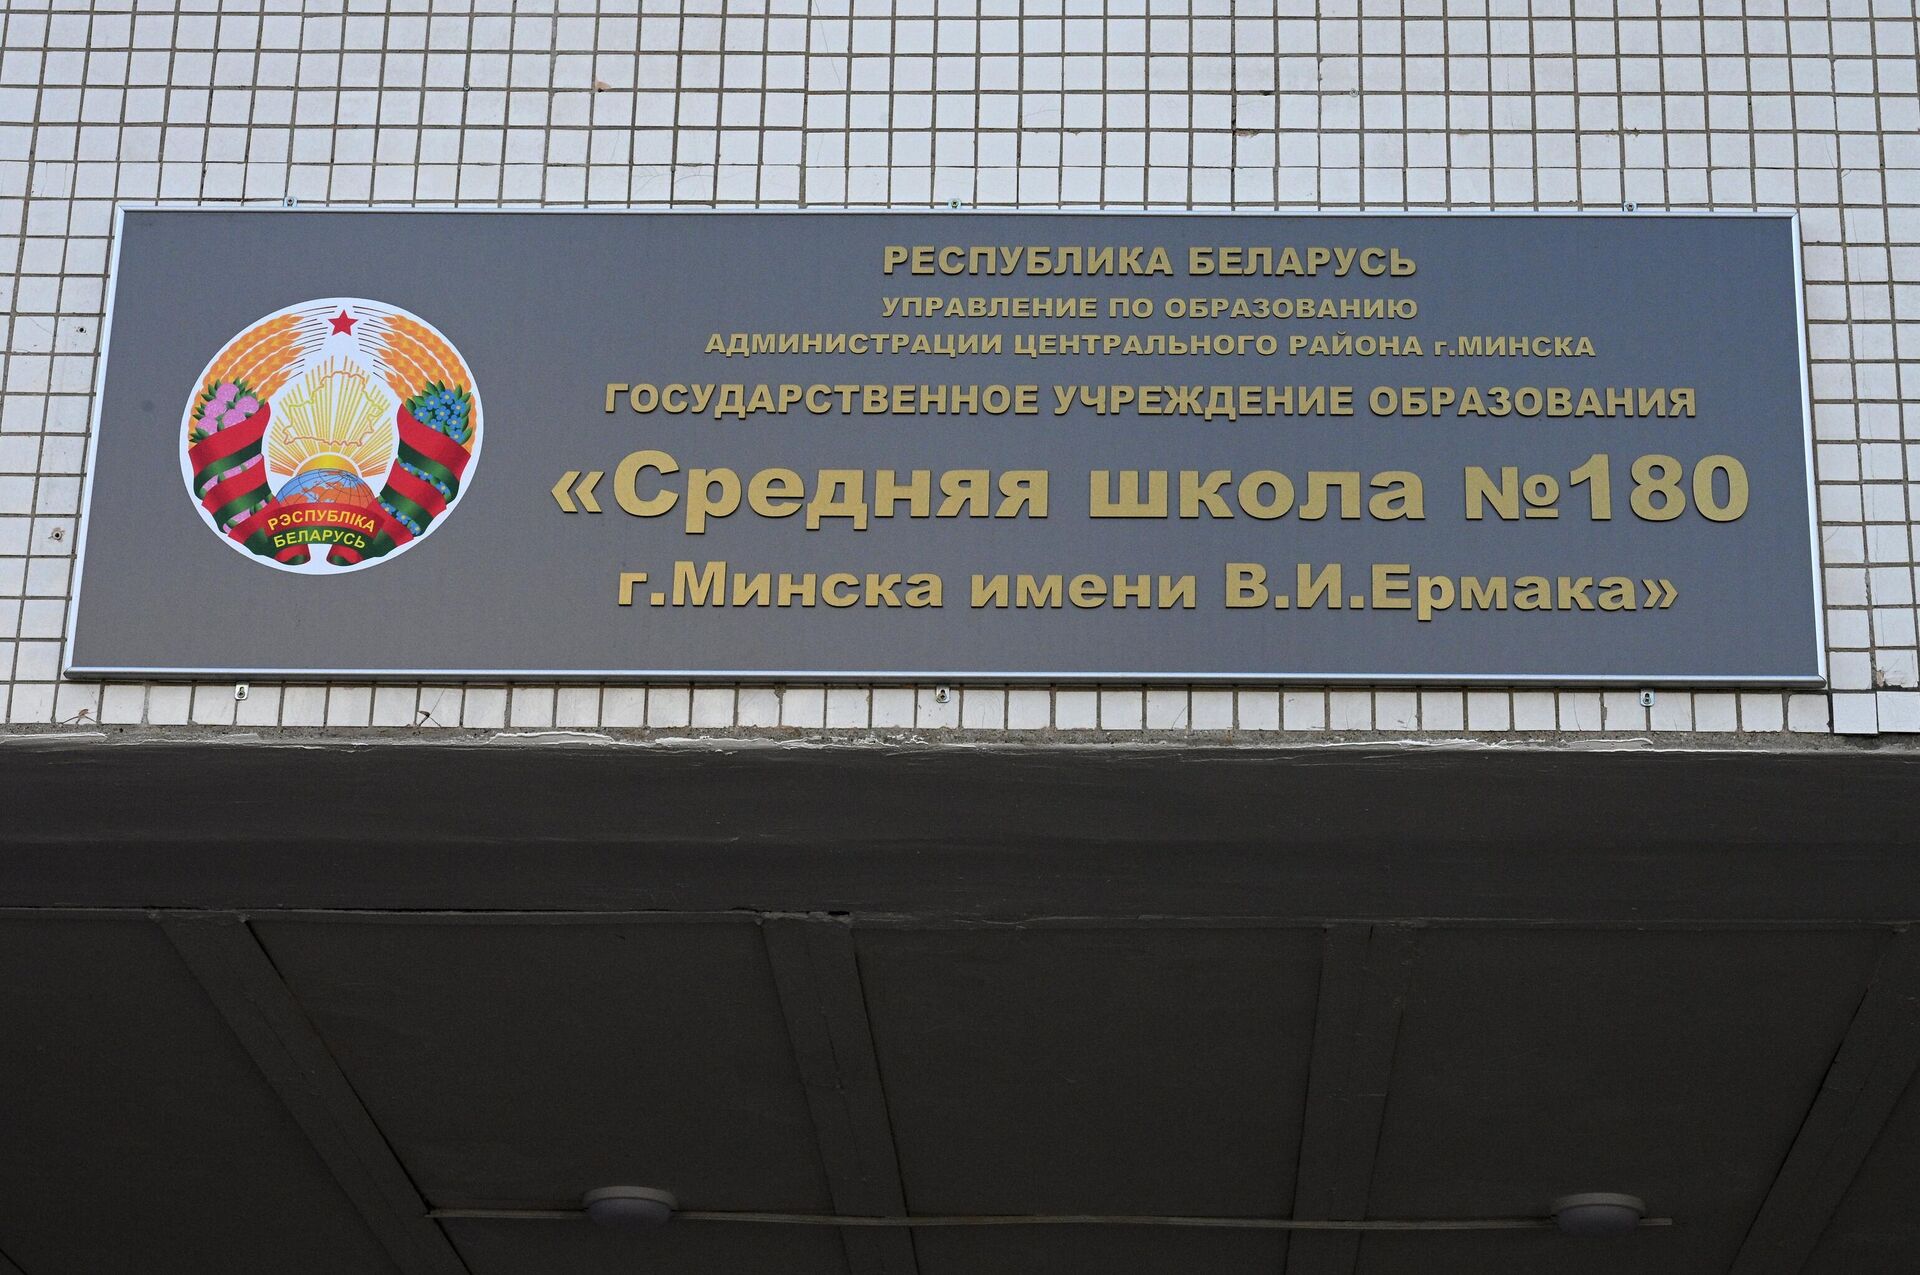 РЕСПУБЛИКА БЕЛАРУСЬ
УПРАВЛЕНИЕ ПО ОБРАЗОВАНИЮ
АДМИНИСТРАЦИИ ЦЕНТРАЛЬНОГО РАЙОНА г.МИНСКА
ГОСУДАРСТВЕННОЕ УЧРЕЖДЕНИЕ ОБРАЗОВАНИЯ
«Средняя школа №180
г.Минска имени В.И.Ермака»
РЭСПУБЛІКА
БЕЛАРУСЬ